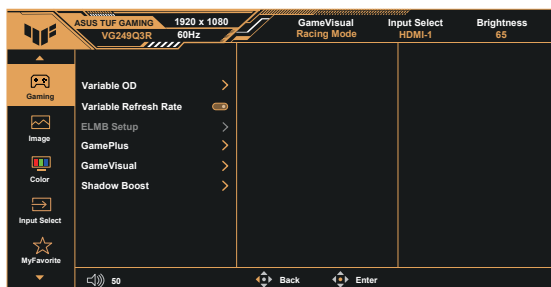 ASUS TUF GAMING 1920 x 1080 GameVisual Input Select Brightness
VG249Q3R 60Hz Racing Mode HDMI-1 65
Gaming
Image
Color
Input Select
MyFavorite
Variable OD
Variable Refresh Rate
ELMB Setup
GamePlus
GameVisual
Shadow Boost
50 Back Enter